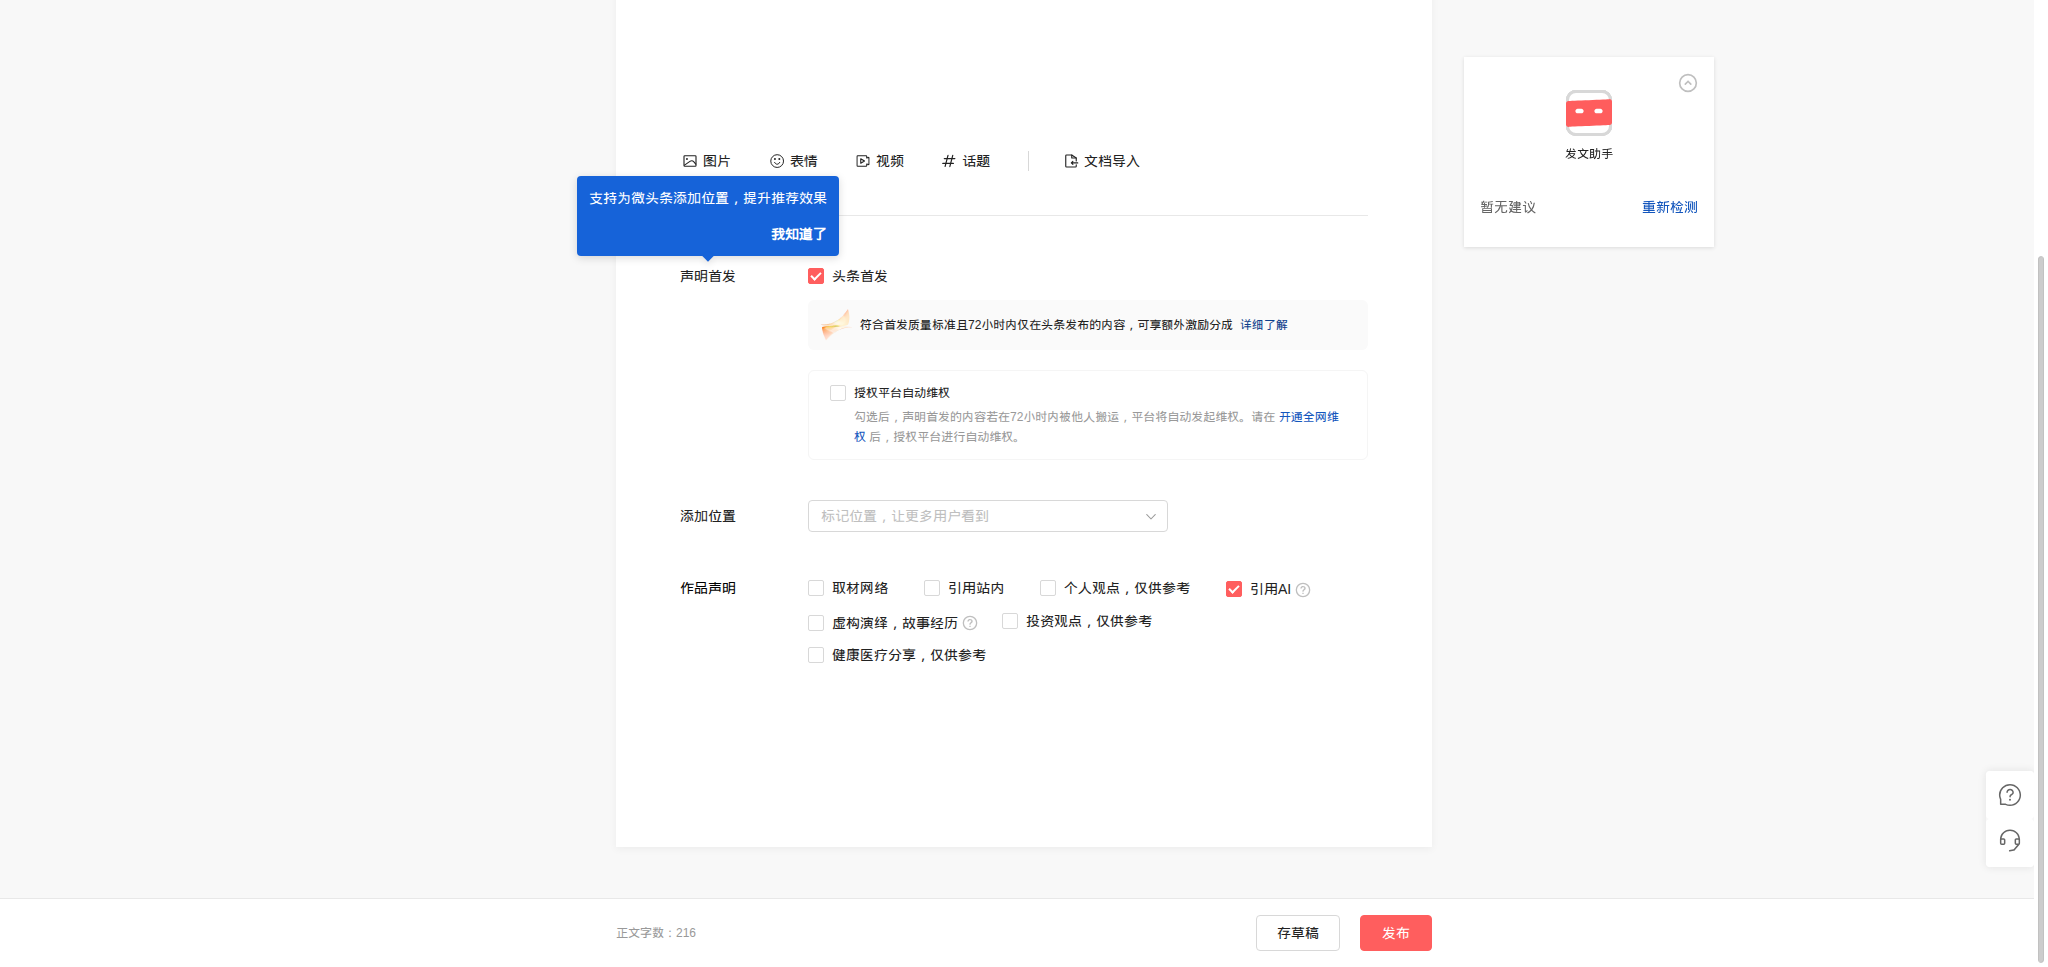 图片 表情 视频 话题 文档导入
支持为微头条添加位置，提升推荐效果
我知道了
声明首发 头条首发
符合首发质量标准且72小时内仅在头条发布的内容，可享额外激励分成 详细了解
授权平台自动维权
勾选后，声明首发的内容若在72小时内被他人搬运，平台将自动发起维权。请在 开通全网维
权 后，授权平台进行自动维权。
添加位置 标记位置，让更多用户看到
作品声明 取材网络 引用站内 个人观点，仅供参考 引用AI
虚构演绎，故事经历 投资观点，仅供参考
健康医疗分享，仅供参考
发文助手
暂无建议 重新检测
正文字数：216 存草稿 发布